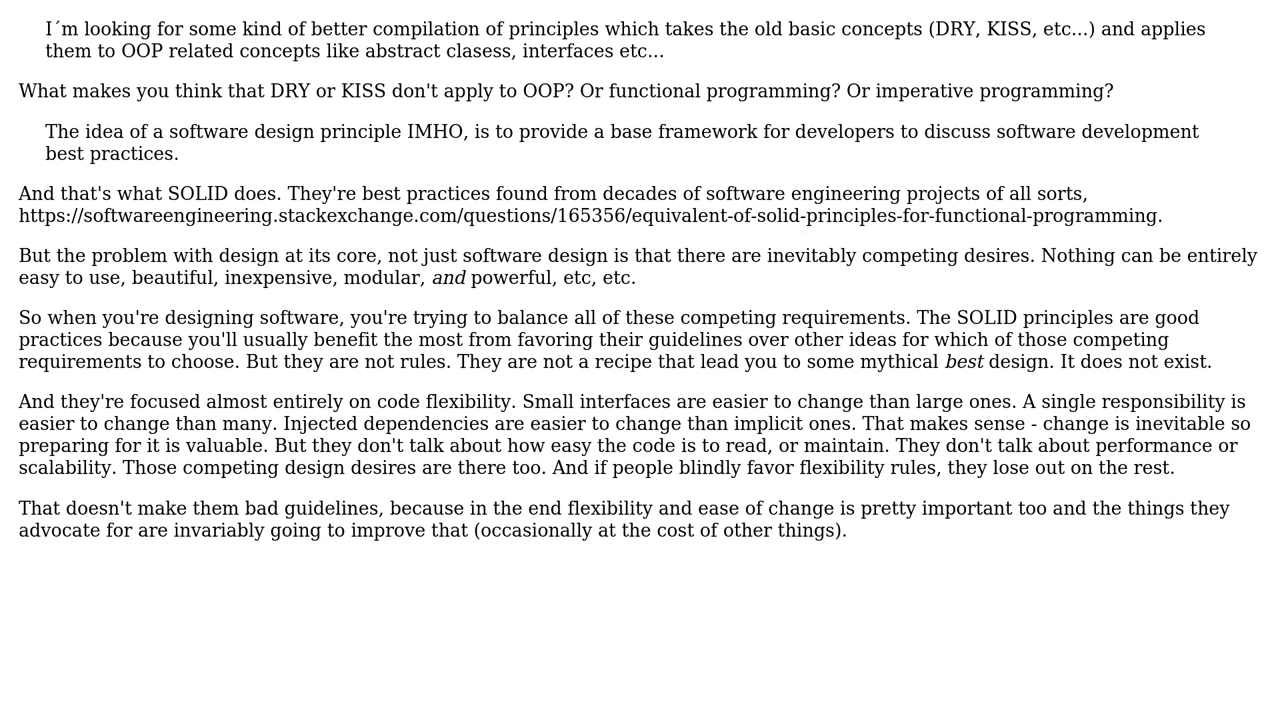 I´m looking for some kind of better compilation of principles which takes the old basic concepts (DRY, KISS, etc...) and applies
them to OOP related concepts like abstract clasess, interfaces etc...
What makes you think that DRY or KISS don't apply to OOP? Or functional programming? Or imperative programming?
The idea of a software design principle IMHO, is to provide a base framework for developers to discuss software development
best practices.
And that's what SOLID does. They're best practices found from decades of software engineering projects of all sorts,
https://softwareengineering.stackexchange.com/questions/165356/equivalent-of-solid-principles-for-functional-programming.
But the problem with design at its core, not just software design is that there are inevitably competing desires. Nothing can be entirely
easy to use, beautiful, inexpensive, modular, and powerful, etc, etc.
So when you're designing software, you're trying to balance all of these competing requirements. The SOLID principles are good
practices because you'll usually benefit the most from favoring their guidelines over other ideas for which of those competing
requirements to choose. But they are not rules. They are not a recipe that lead you to some mythical best design. It does not exist.
And they're focused almost entirely on code flexibility. Small interfaces are easier to change than large ones. A single responsibility is
easier to change than many. Injected dependencies are easier to change than implicit ones. That makes sense - change is inevitable so
preparing for it is valuable. But they don't talk about how easy the code is to read, or maintain. They don't talk about performance or
scalability. Those competing design desires are there too. And if people blindly favor flexibility rules, they lose out on the rest.
That doesn't make them bad guidelines, because in the end flexibility and ease of change is pretty important too and the things they
advocate for are invariably going to improve that (occasionally at the cost of other things).